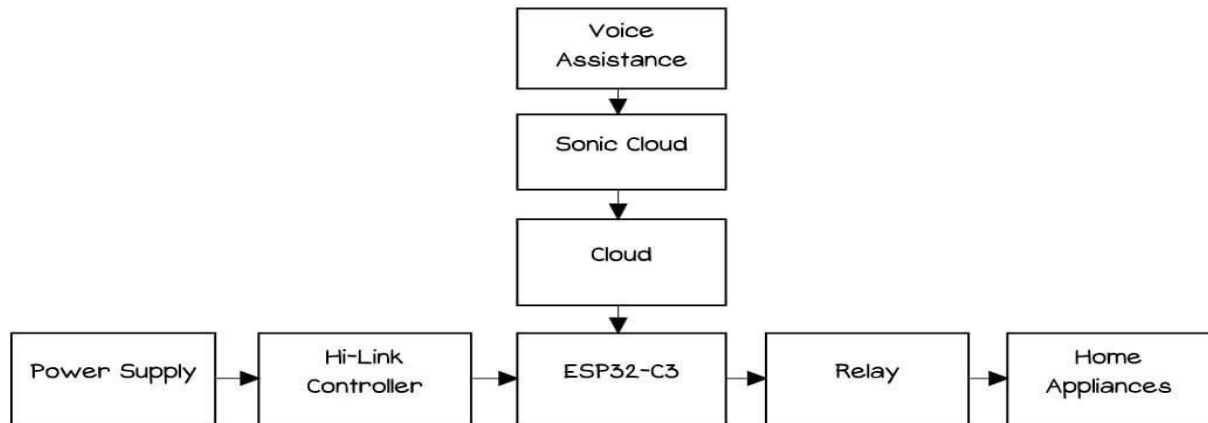 Voice
Assistance
Sonic Cloud
Cloud
Power Supply
Hi-Link
Controller
ESP32-C3
Relay
Home
Appliances